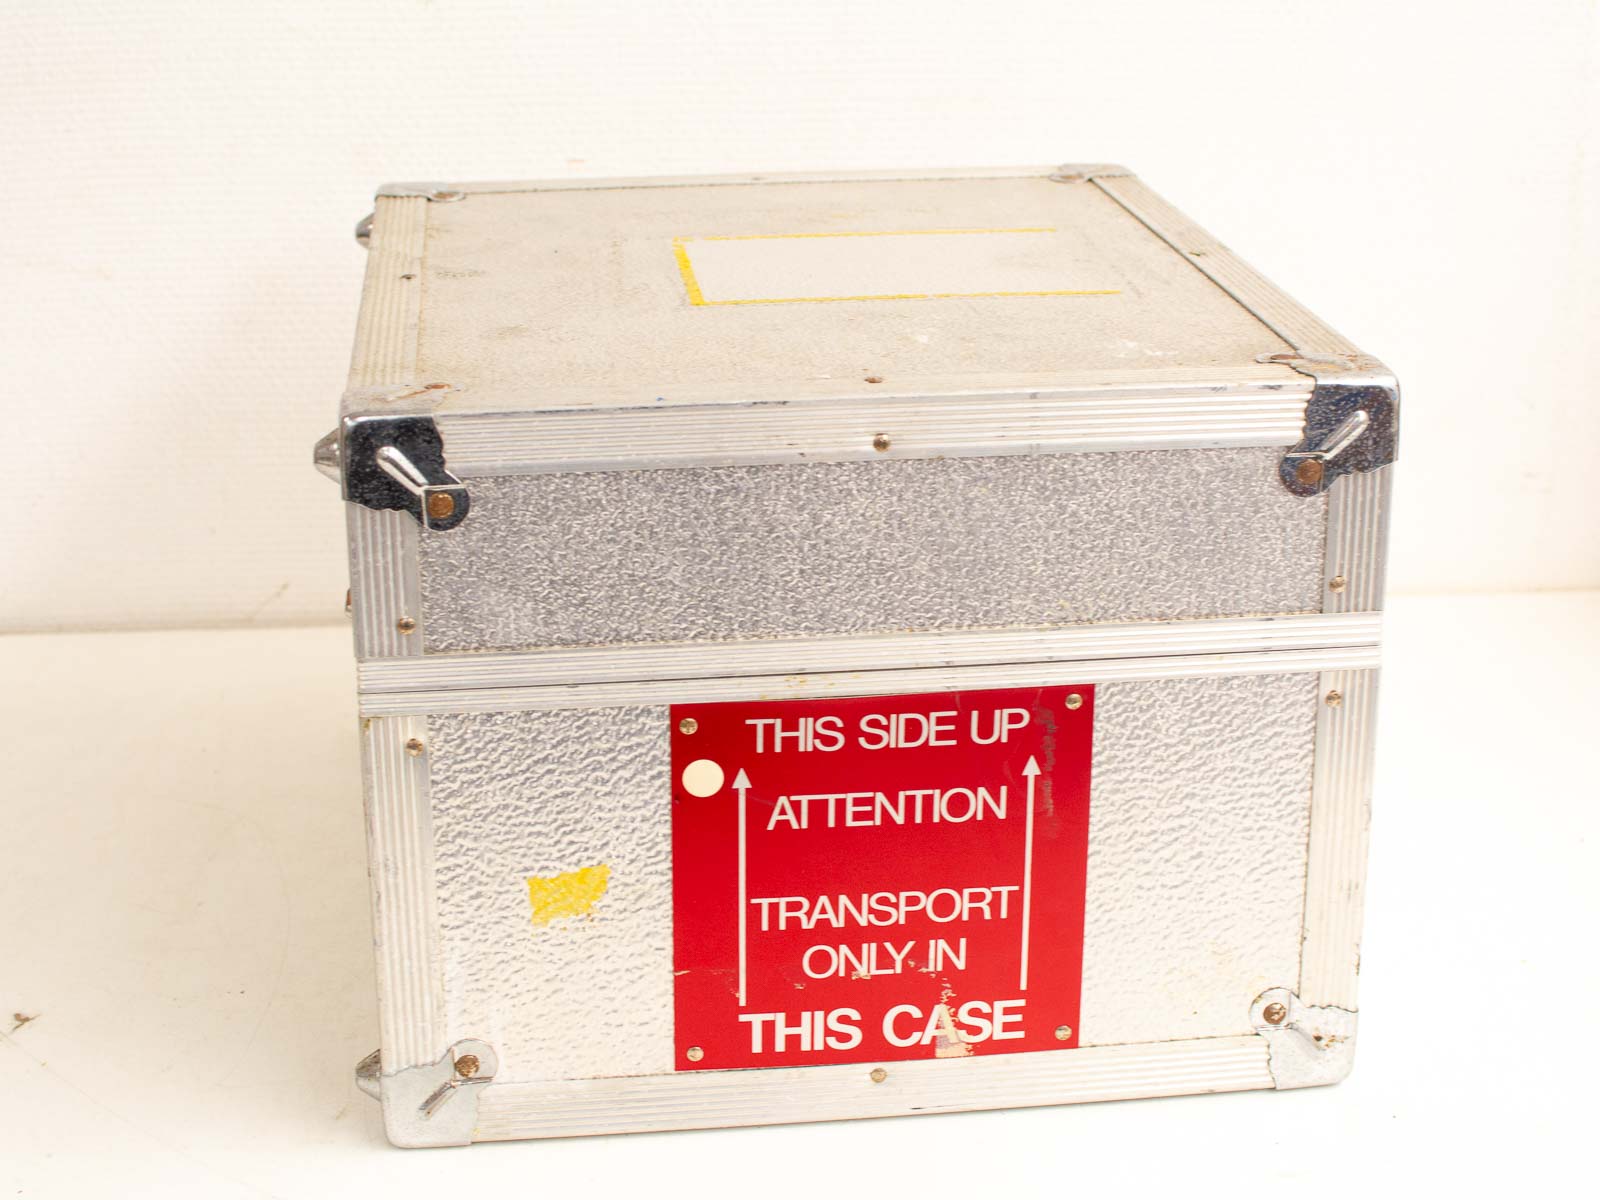 THIS SIDE UP
ATTENTION
TRANSPORT
ONLY IN
THIS CASE